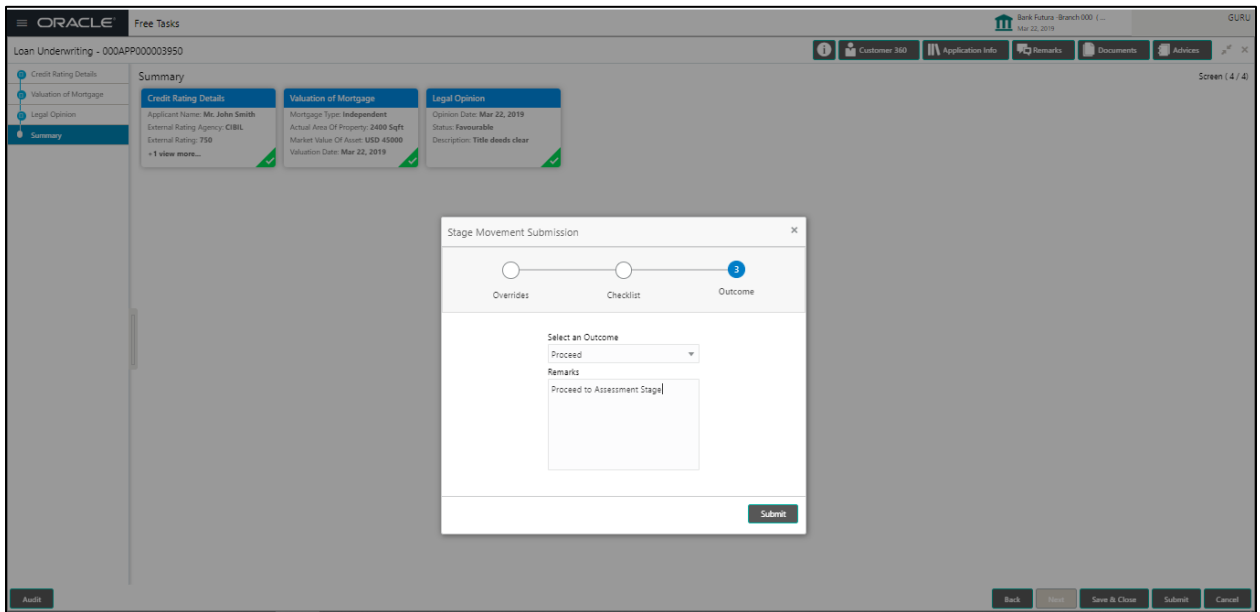 ORACLE
Free Tasks
Bank Futura -Branch 000 (...
Mar 22, 2019
GURU
Loan Underwriting - 000APP000003950
Customer 360
Application Info
Remarks
Documents
Advices
Credit Rating Details
Valuation of Mortgage
Legal Opinion
Summary
Summary
Screen ( 4 / 4)
Credit Rating Details
Applicant Name: Mr. John Smith
External Rating Agency: CIBIL
External Rating: 750
+1 view more...
Valuation of Mortgage
Mortgage Type: Independent
Actual Area Of Property: 2400 Sqft
Market Value Of Asset: USD 45000
Valuation Date: Mar 22, 2019
Legal Opinion
Opinion Date: Mar 22, 2019
Status: Favourable
Description: Title deeds clear
Stage Movement Submission
3
Overrides
Checklist
Outcome
Select an Outcome
Proceed
Remarks
Proceed to Assessment Stage
Submit
Audit
Back
Next
Save & Close
Submit
Cancel